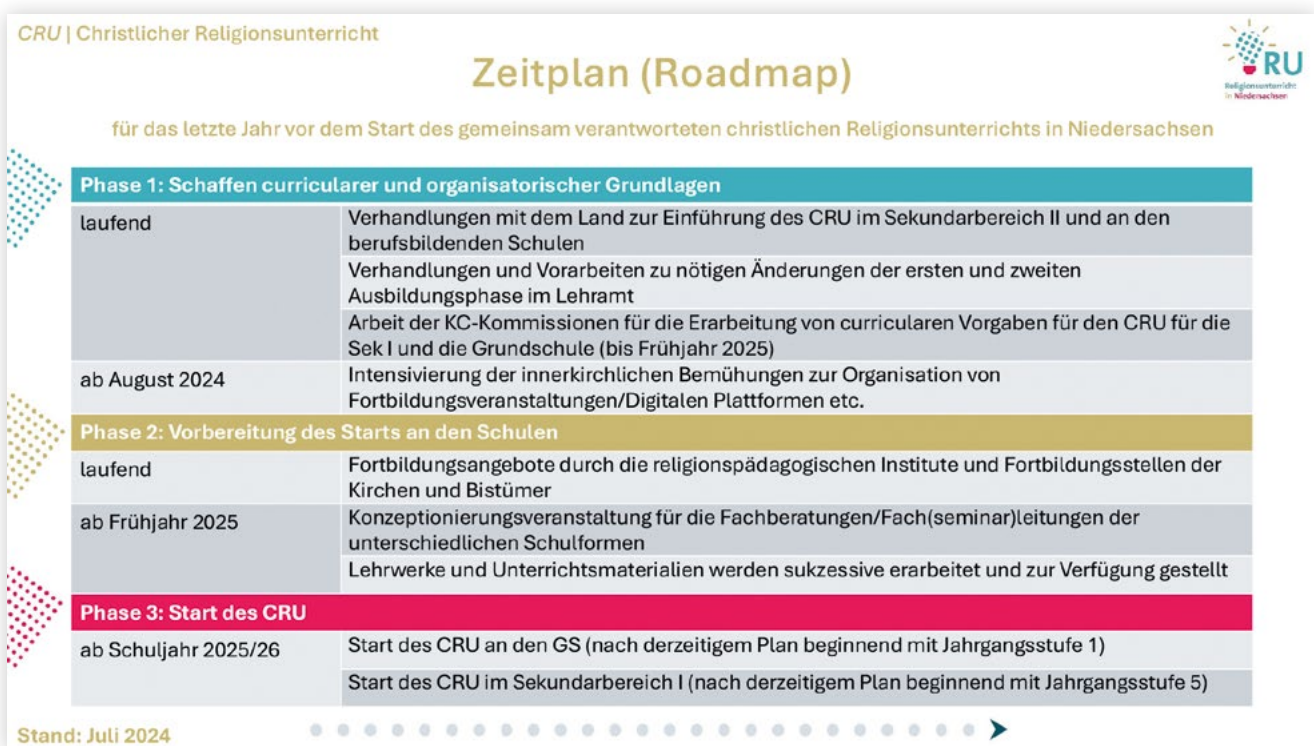 CRU | Christlicher Religionsunterricht
Zeitplan (Roadmap)
RU
Religionsunterricht
in Niedersachsen
für das letzte Jahr vor dem Start des gemeinsam verantworteten christlichen Religionsunterrichts in Niedersachsen
Phase 1: Schaffen curricularer und organisatorischer Grundlagen
laufend
Verhandlungen mit dem Land zur Einführung des CRU im Sekundarbereich II und an den
berufsbildenden Schulen
Verhandlungen und Vorarbeiten zu nötigen Änderungen der ersten und zweiten
Ausbildungsphase im Lehramt
Arbeit der KC-Kommissionen für die Erarbeitung von curricularen Vorgaben für den CRU für die
Sek I und die Grundschule (bis Frühjahr 2025)
ab August 2024
Intensivierung der innerkirchlichen Bemühungen zur Organisation von
Fortbildungsveranstaltungen/Digitalen Plattformen etc.
Phase 2: Vorbereitung des Starts an den Schulen
laufend
Fortbildungsangebote durch die religionspädagogischen Institute und Fortbildungsstellen der
Kirchen und Bistümer
ab Frühjahr 2025
Konzeptionierungsveranstaltung für die Fachberatungen/Fach(seminar)leitungen der
unterschiedlichen Schulformen
Lehrwerke und Unterrichtsmaterialien werden sukzessive erarbeitet und zur Verfügung gestellt
Phase 3: Start des CRU
ab Schuljahr 2025/26
Start des CRU an den GS (nach derzeitigem Plan beginnend mit Jahrgangsstufe 1)
Start des CRU im Sekundarbereich I (nach derzeitigem Plan beginnend mit Jahrgangsstufe 5)
Stand: Juli 2024